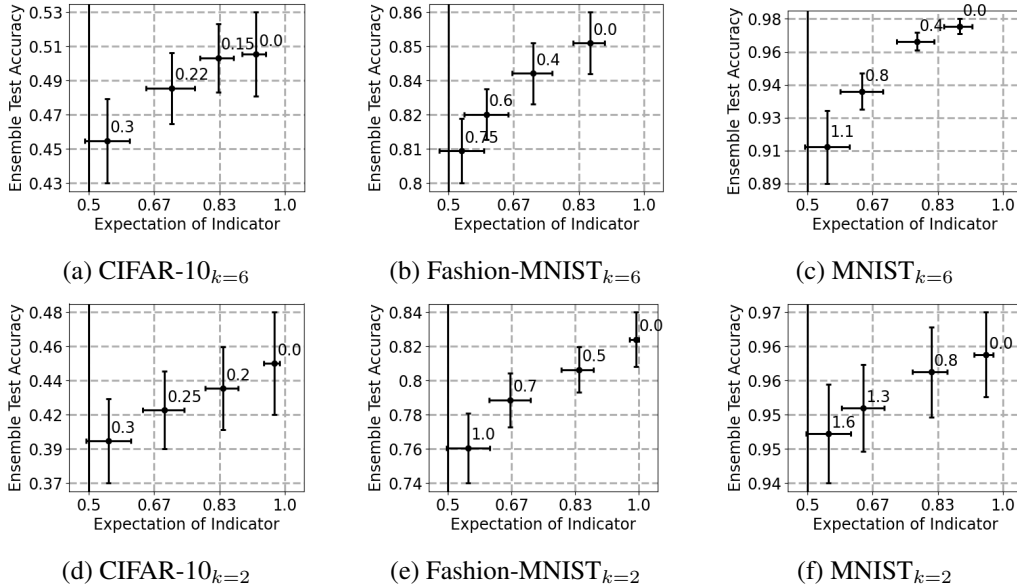 Ensemble Test Accuracy
0.53
0.51
0.49
0.47
0.45
0.43
0.3
0.22
0.15
0.0
0.5 0.67 0.83 1.0
Expectation of Indicator
(a) CIFAR-10k=6
Ensemble Test Accuracy
0.86
0.85
0.84
0.82
0.81
0.8
0.75
0.6
0.4
0.0
0.5 0.67 0.83 1.0
Expectation of Indicator
(b) Fashion-MNISTk=6
Ensemble Test Accuracy
0.98
0.96
0.94
0.93
0.91
0.89
1.1
0.8
0.4
0.0
0.5 0.67 0.83 1.0
Expectation of Indicator
(c) MNISTk=6
Ensemble Test Accuracy
0.48
0.46
0.44
0.42
0.39
0.37
0.3
0.25
0.2
0.0
0.5 0.67 0.83 1.0
Expectation of Indicator
(d) CIFAR-10k=2
Ensemble Test Accuracy
0.84
0.82
0.8
0.78
0.76
0.74
1.0
0.7
0.5
0.0
0.5 0.67 0.83 1.0
Expectation of Indicator
(e) Fashion-MNISTk=2
Ensemble Test Accuracy
0.97
0.96
0.96
0.95
0.95
0.94
1.6
1.3
0.8
0.0
0.5 0.67 0.83 1.0
Expectation of Indicator
(f) MNISTk=2